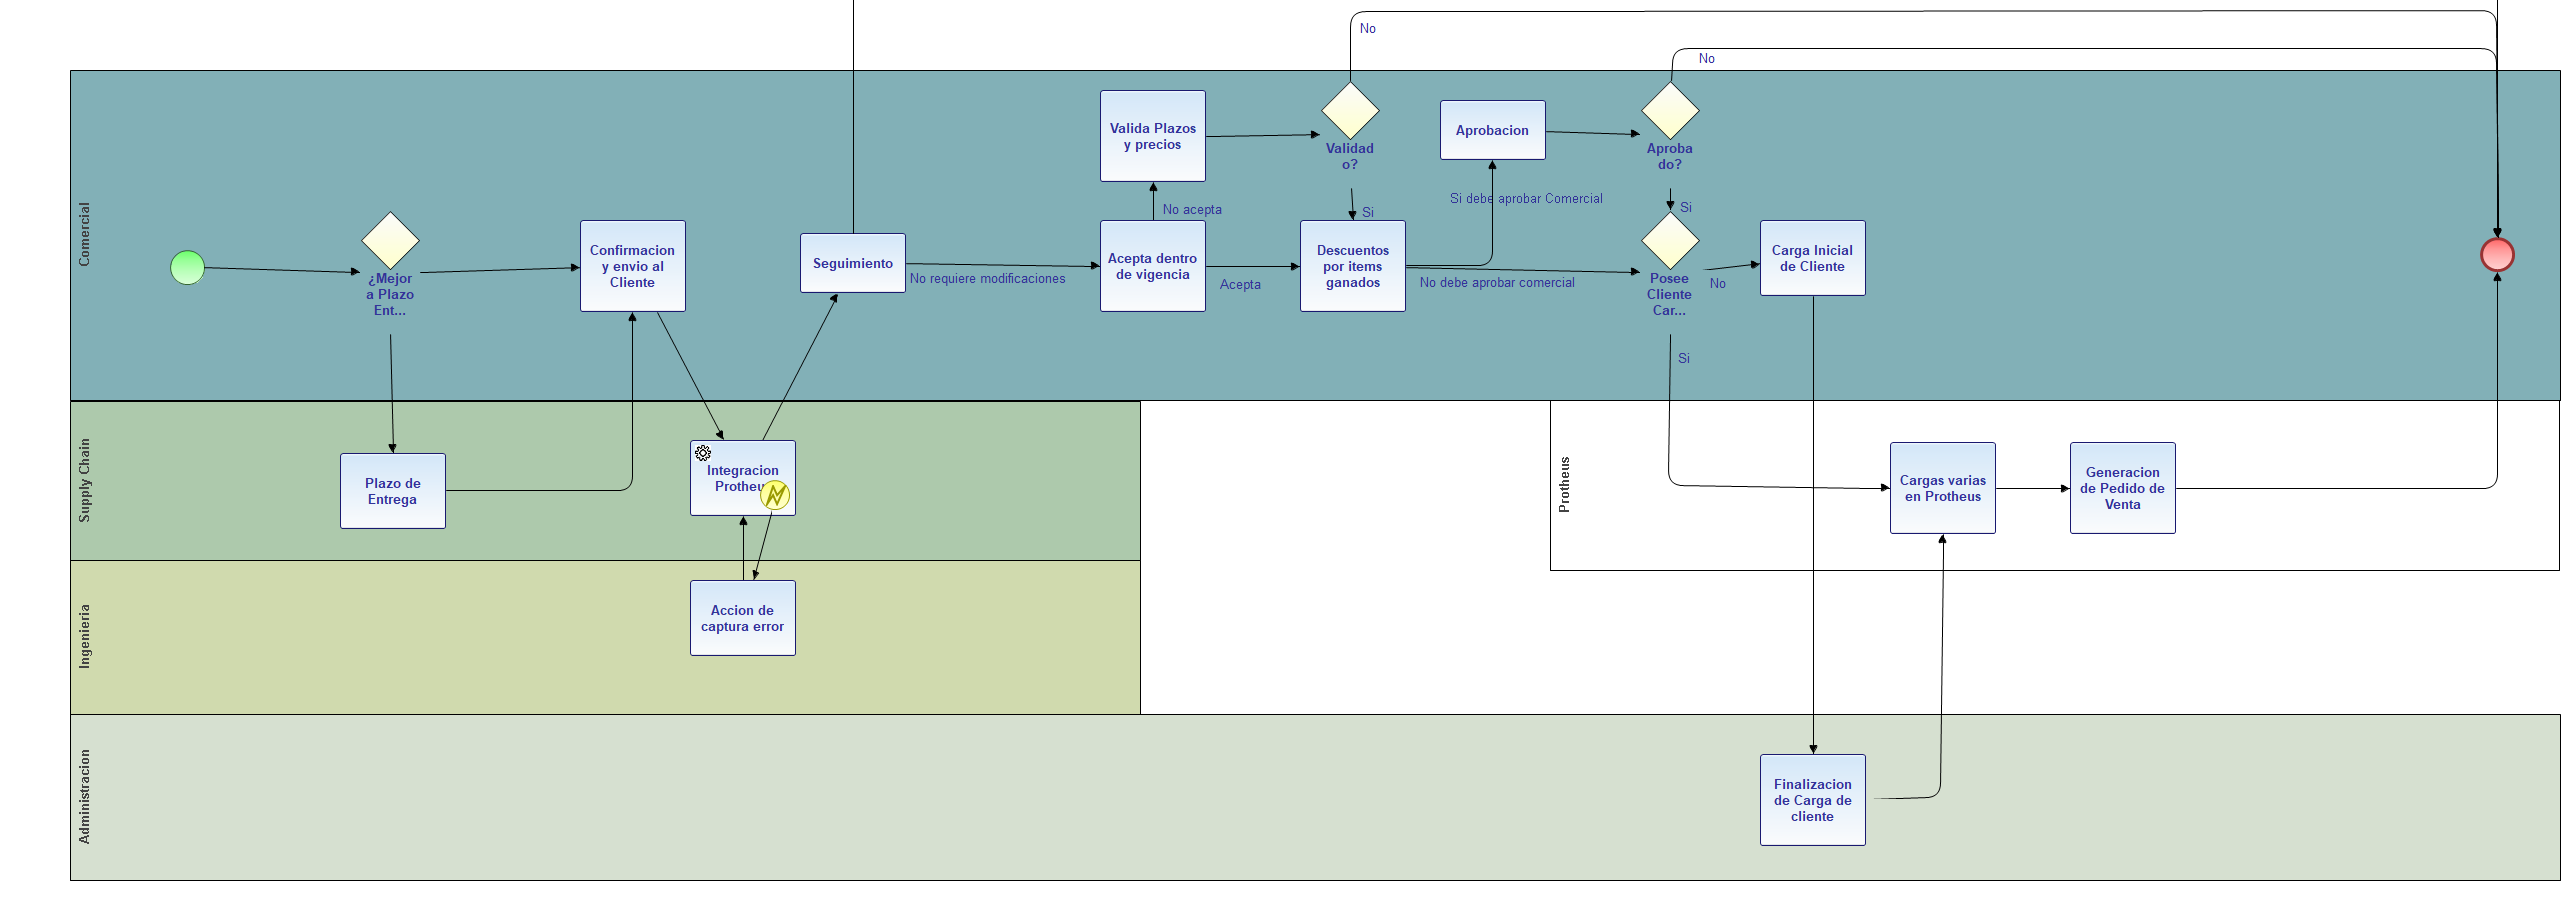 No
No
Comercial
Valida Plazos
y precios
Validad
o?
Aprobacion
Aproba
do?
Si debe aprobar Comercial
No acepta
Si
Si
¿Mejor
a Plazo
Ent...
Confirmacion
y envio al
Cliente
Seguimiento
No requiere modificaciones
Acepta dentro
de vigencia
Acepta
Descuentos
por items
ganados
No debe aprobar comercial
Posee
Cliente
Car...
No
Carga Inicial
de Cliente
Si
Supply Chain
Plazo de
Entrega
Integracion
Protheu
Protheus
Cargas varias
en Protheus
Generacion
de Pedido de
Venta
Ingenieria
Accion de
captura error
Administracion
Finalizacion
de Carga de
cliente